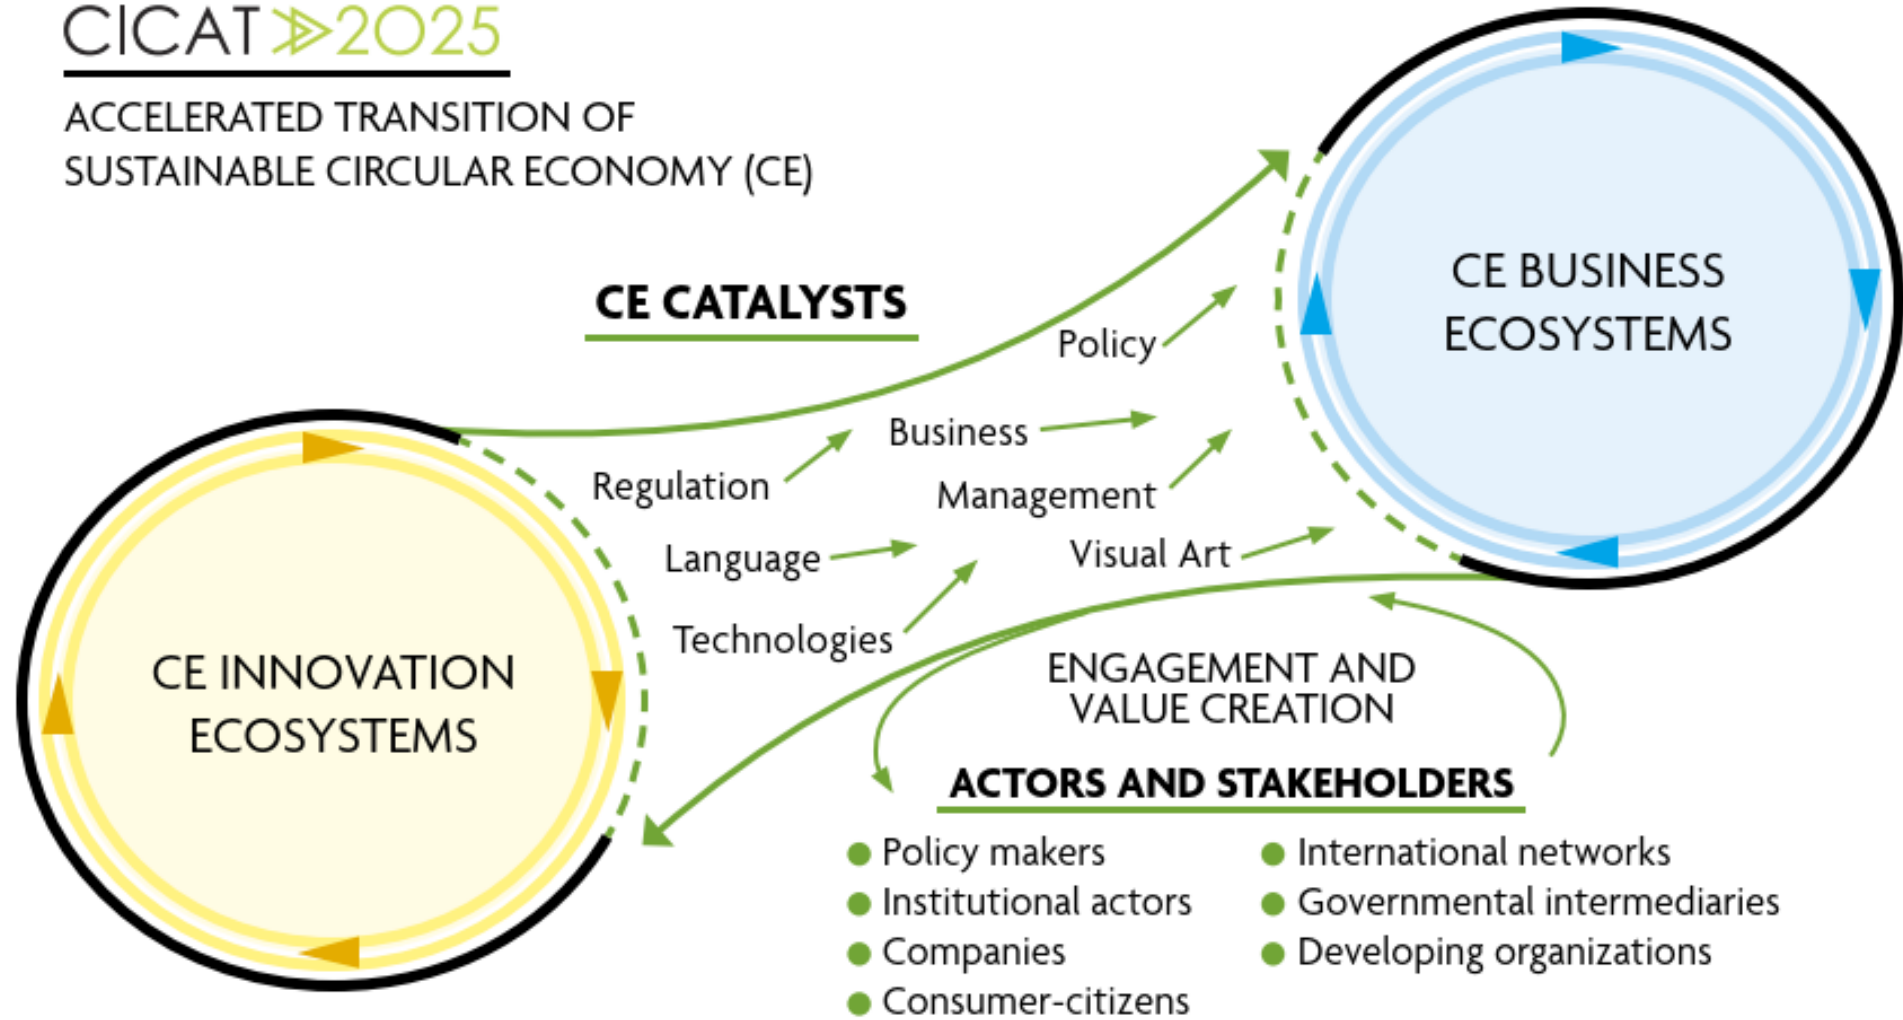 CICAT 2025
ACCELERATED TRANSITION OF
SUSTAINABLE CIRCULAR ECONOMY (CE)
CE BUSINESS
ECOSYSTEMS
CE CATALYSTS
Policy
Business
Regulation
Management
Language
Visual Art
Technologies
CE INNOVATION
ECOSYSTEMS
ENGAGEMENT AND
VALUE CREATION
ACTORS AND STAKEHOLDERS
Policy makers
Institutional actors
Companies
Consumer-citizens
International networks
Governmental intermediaries
Developing organizations